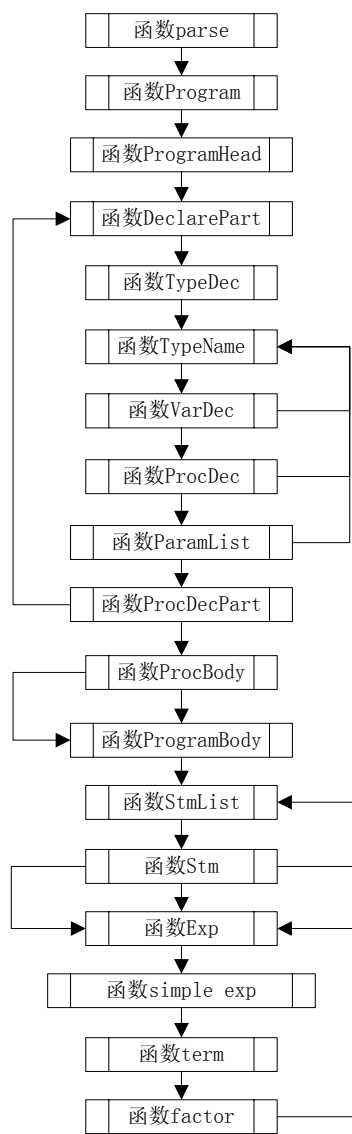 函数parse
函数Program
函数ProgramHead
函数DeclarePart
函数TypeDec
函数TypeName
函数VarDec
函数ProcDec
函数ParamList
函数ProcDecPart
函数ProcBody
函数ProgramBody
函数StmList
函数Stm
函数Exp
函数simple exp
函数term
函数factor